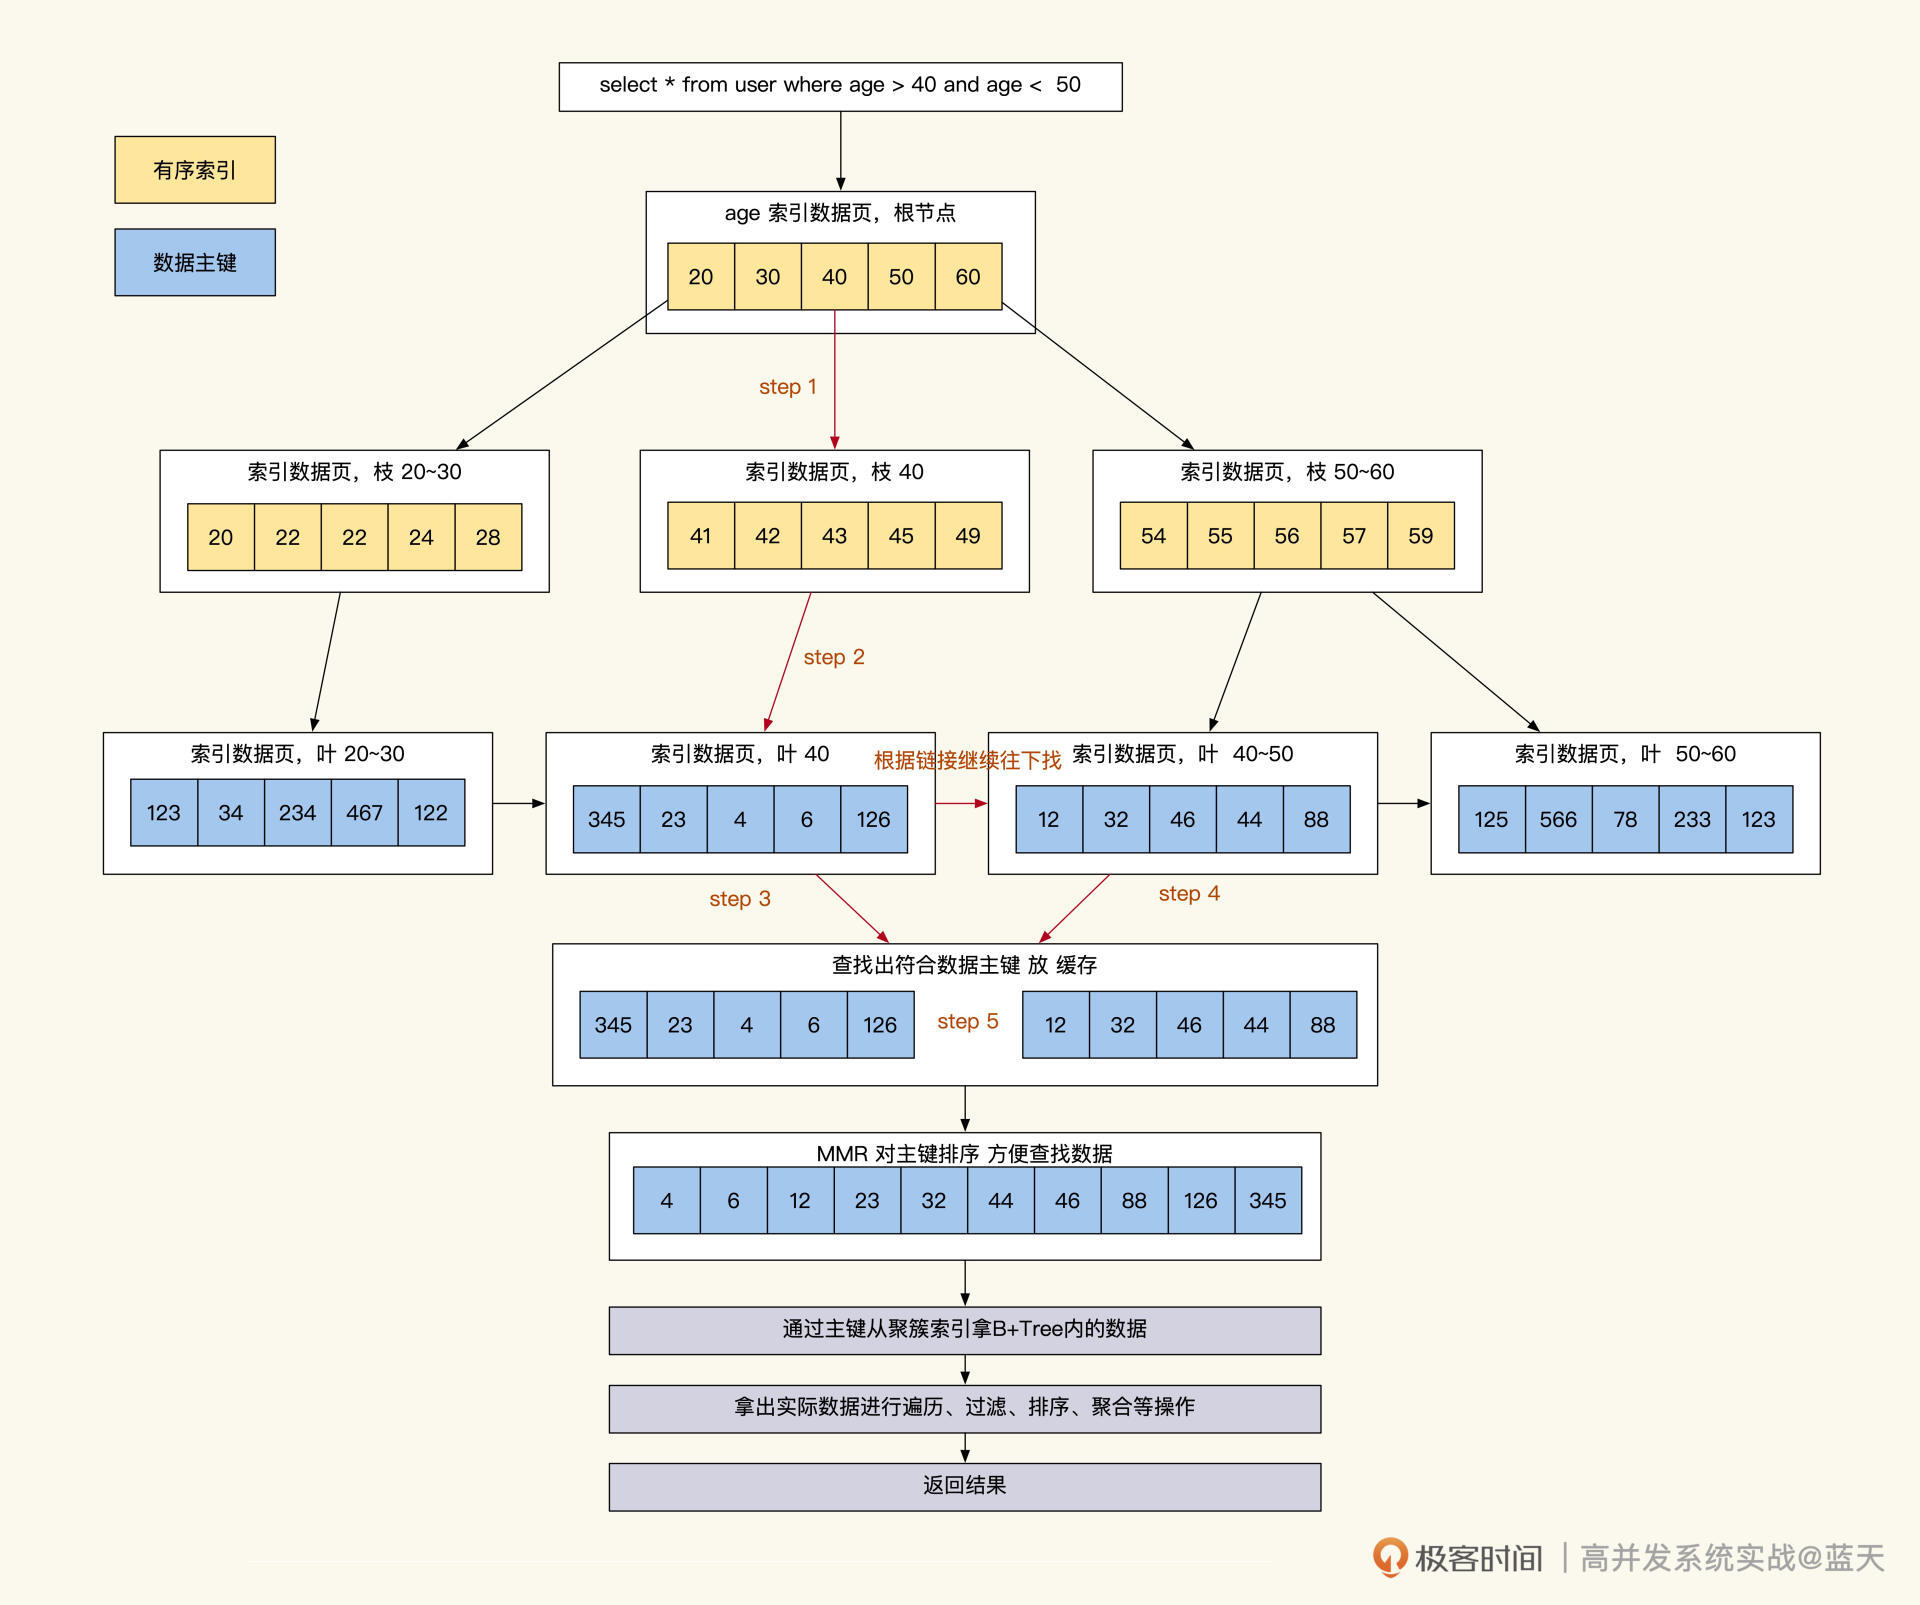 select * from user where age > 40 and age <  50
有序索引
数据主键
age 索引数据页，根节点
20 30 40 50 60
step 1
索引数据页，枝 20~30
20 22 22 24 28
索引数据页，枝 40
41 42 43 45 49
索引数据页，枝 50~60
54 55 56 57 59
step 2
索引数据页，叶 20~30
123 34 234 467 122
索引数据页，叶 40
345 23 4 6 126
根据链接继续往下找
索引数据页，叶  40~50
12 32 46 44 88
索引数据页，叶  50~60
125 566 78 233 123
step 3
step 4
查找出符合数据主键 放 缓存
345 23 4 6 126
step 5
12 32 46 44 88
MMR 对主键排序 方便查找数据
4 6 12 23 32 44 46 88 126 345
通过主键从聚簇索引拿B+Tree内的数据
拿出实际数据进行遍历、过滤、排序、聚合等操作
返回结果
极客时间 | 高并发系统实战@蓝天